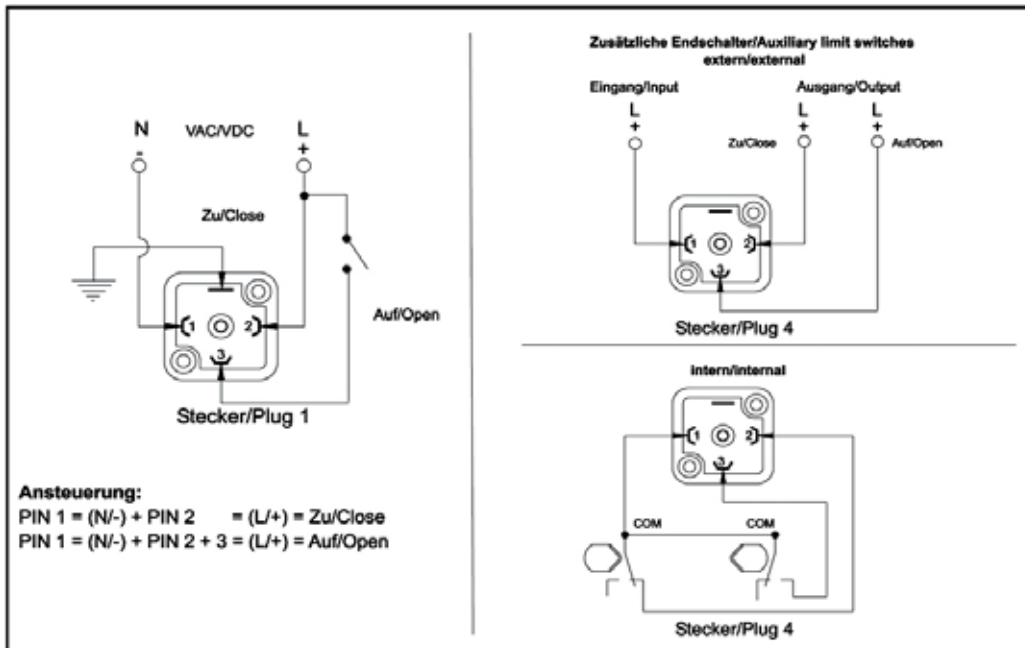 N
-
VAC/VDC
L
+
Zu/Close
1
2
3
Auf/Open
Stecker/Plug 1
Ansteuerung:
PIN 1 = (N/-) + PIN 2 = (L/+) = Zu/Close
PIN 1 = (N/-) + PIN 2 + 3 = (L/+) = Auf/Open
Zusätzliche Endschalter/Auxiliary limit switches
extern/external
Eingang/Input
Ausgang/Output
L
+
L
+
L
+
Zu/Close
Auf/Open
1
2
3
Stecker/Plug 4
intern/internal
1
2
3
COM
COM
Stecker/Plug 4